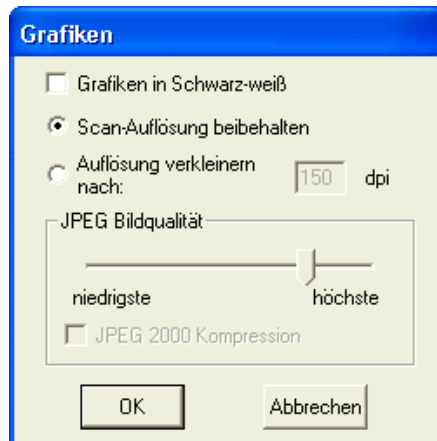 Grafiken
Grafiken in Schwarz-weiß
Scan-Auflösung beibehalten
Auflösung verkleinern
nach: 150 dpi
JPEG Bildqualität
niedrigste höchste
JPEG 2000 Kompression
OK Abbrechen